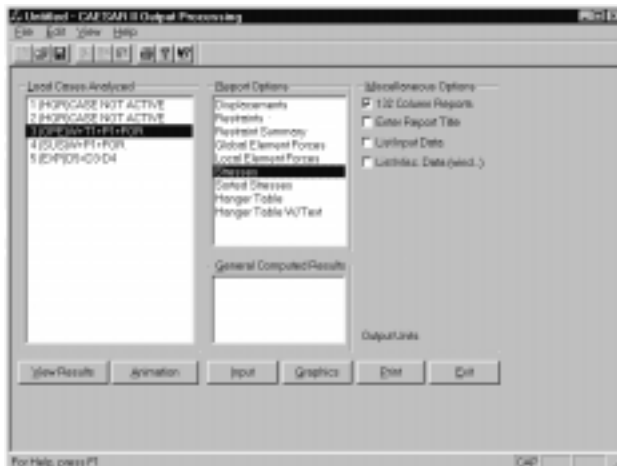 Untitled - CAESAR II Output Processing
File Edit View Help
Load Cases Analyzed
1 (HGR)CASE NOT ACTIVE
2 (HGR)CASE NOT ACTIVE
3 (OPE)W+T1+P1+FOR
4 (SUS)W+P1+FOR
5 (EXP)D5=D3-D4
Report Options
Displacements
Restraints
Restraint Summary
Global Element Forces
Local Element Forces
Stresses
Sorted Stresses
Hanger Table
Hanger Table W/Text
General Computed Results
Miscellaneous Options
132 Column Reports
Enter Report Title
List Input Data
List Misc. Data (wind..)
Output Units
View Results
Animation
Input
Graphics
Print
Exit
For Help, press F1
CAP